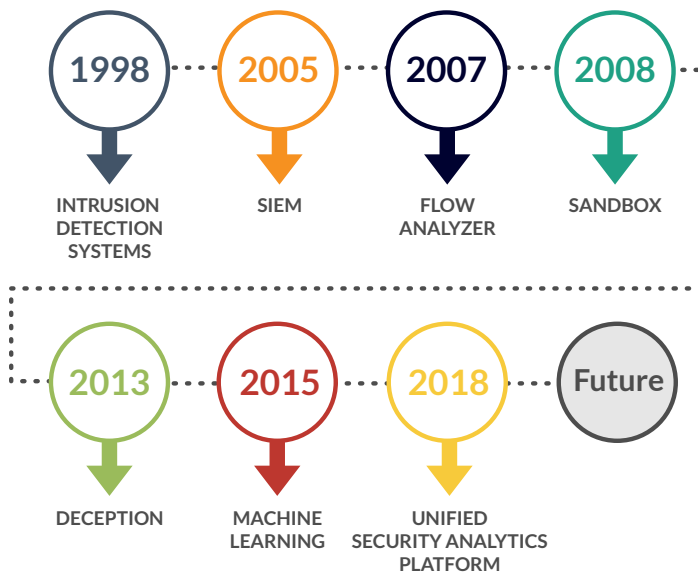 1998
2005
2007
2008
INTRUSION
DETECTION
SYSTEMS
SIEM
FLOW
ANALYZER
SANDBOX
2013
2015
2018
Future
DECEPTION
MACHINE
LEARNING
UNIFIED
SECURITY ANALYTICS
PLATFORM